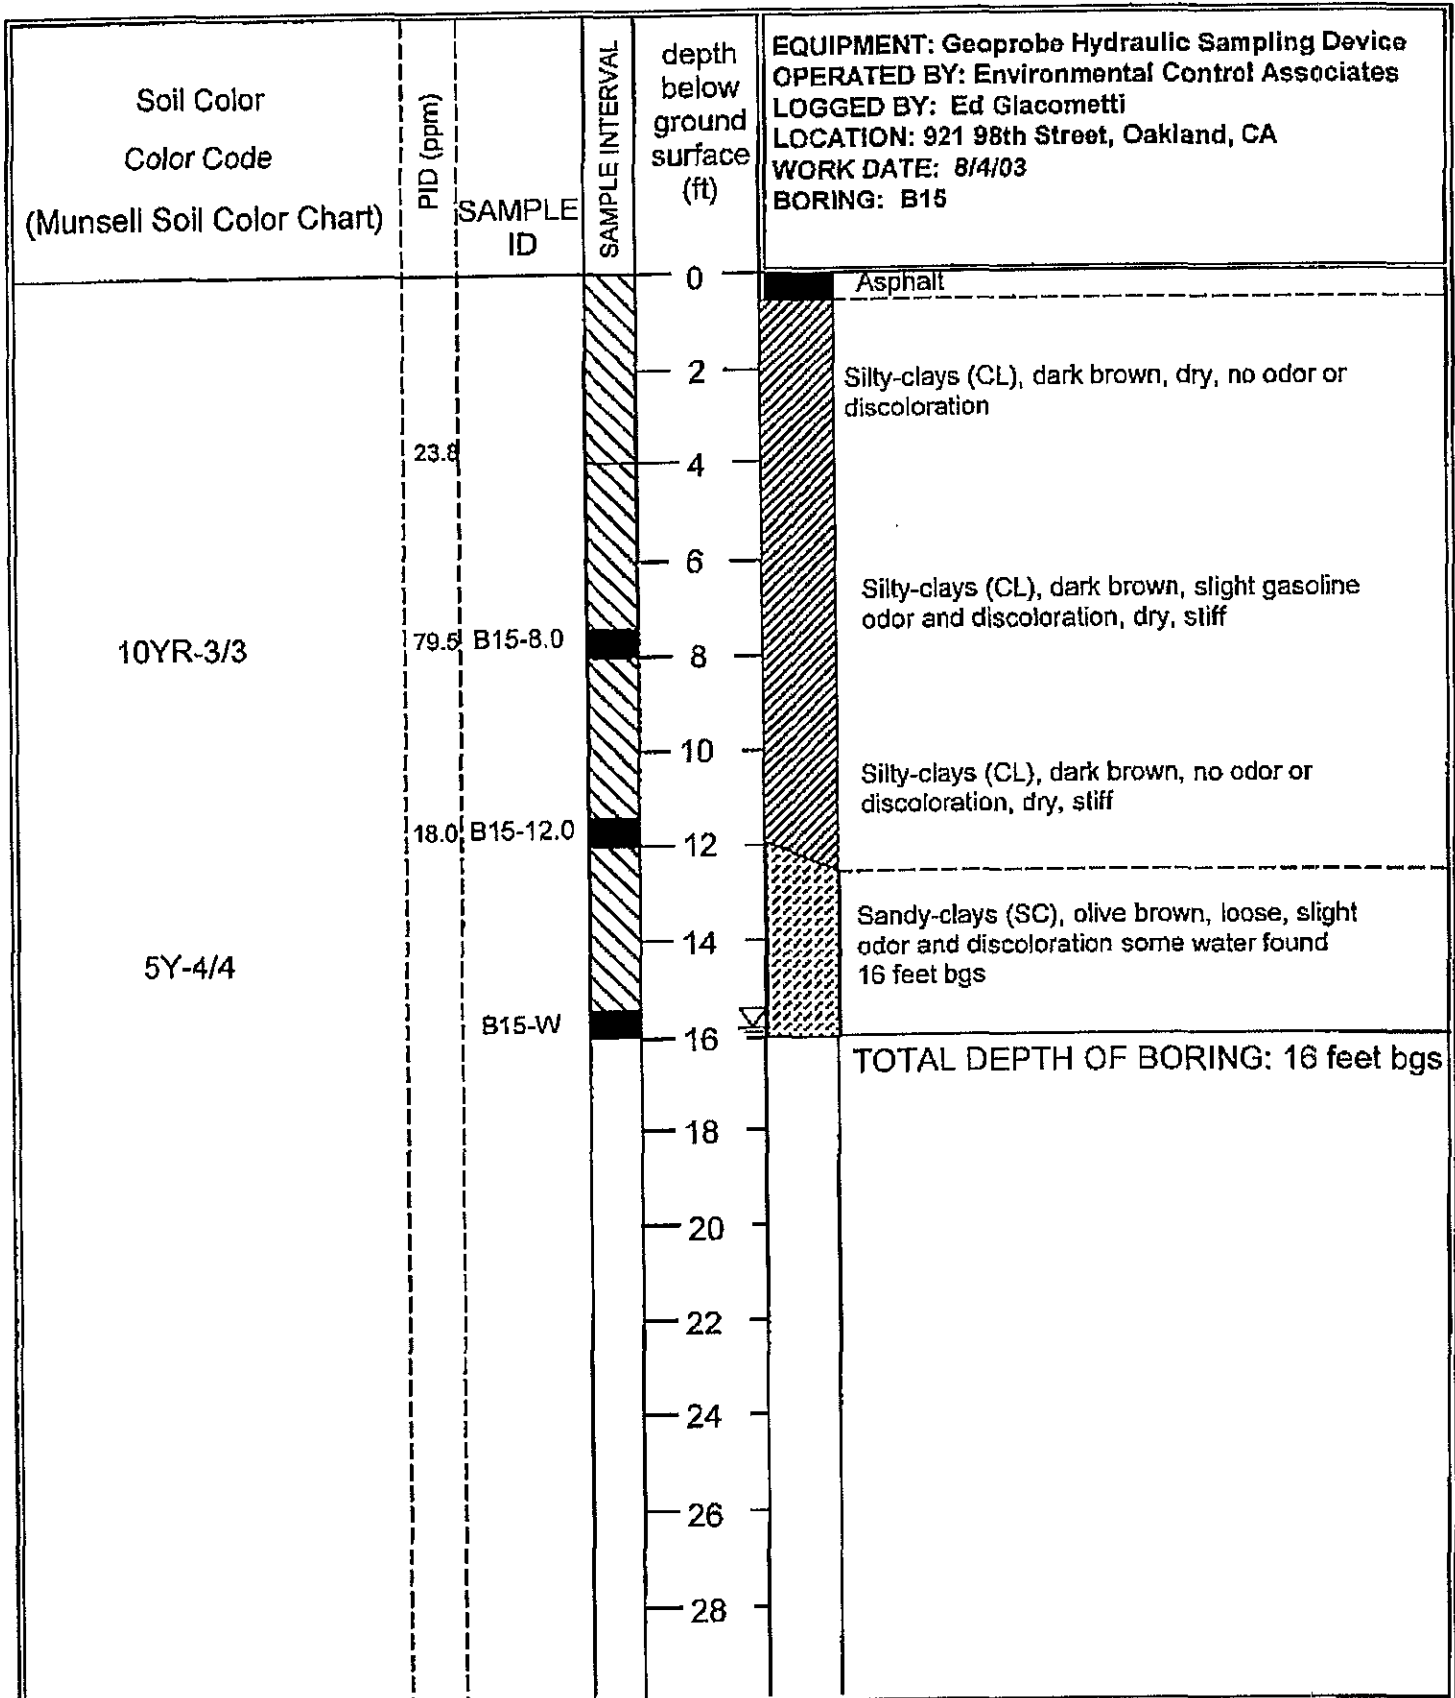 Soil Color
Color Code
(Munsell Soil Color Chart)
PID (ppm)
SAMPLE
ID
SAMPLE INTERVAL
depth
below
ground
surface
(ft)
EQUIPMENT: Geoprobe Hydraulic Sampling Device
OPERATED BY: Environmental Control Associates
LOGGED BY: Ed Giacometti
LOCATION: 921 98th Street, Oakland, CA
WORK DATE: 8/4/03
BORING: B15
0
Asphalt
2
Silty-clays (CL), dark brown, dry, no odor or
discoloration
23.8
4
6
Silty-clays (CL), dark brown, slight gasoline
odor and discoloration, dry, stiff
10YR-3/3
79.5
B15-8.0
8
10
Silty-clays (CL), dark brown, no odor or
discoloration, dry, stiff
18.0
B15-12.0
12
Sandy-clays (SC), olive brown, loose, slight
odor and discoloration some water found
16 feet bgs
14
5Y-4/4
B15-W
16
TOTAL DEPTH OF BORING: 16 feet bgs
18
20
22
24
26
28